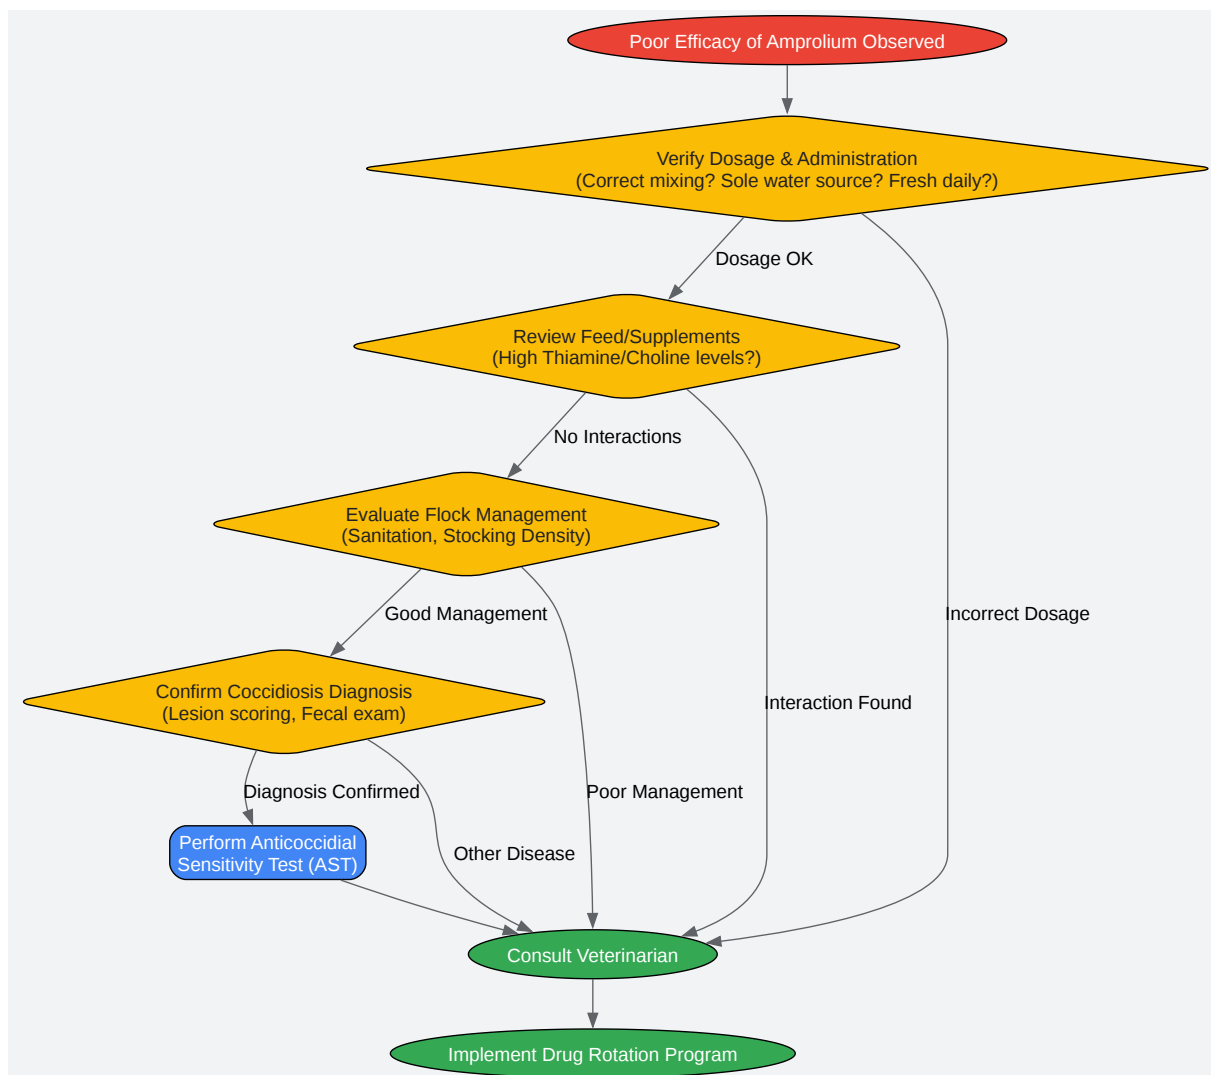 Poor Efficacy of Amprolium Observed
Verify Dosage & Administration
(Correct mixing? Sole water source? Fresh daily?)
Dosage OK
Review Feed/Supplements
(High Thiamine/Choline levels?)
No Interactions
Evaluate Flock Management
(Sanitation, Stocking Density)
Good Management
Incorrect Dosage
Confirm Coccidiosis Diagnosis
(Lesion scoring, Fecal exam)
Interaction Found
Diagnosis Confirmed
Poor Management
Perform Anticoccidial
Sensitivity Test (AST)
Other Disease
Consult Veterinarian
Implement Drug Rotation Program